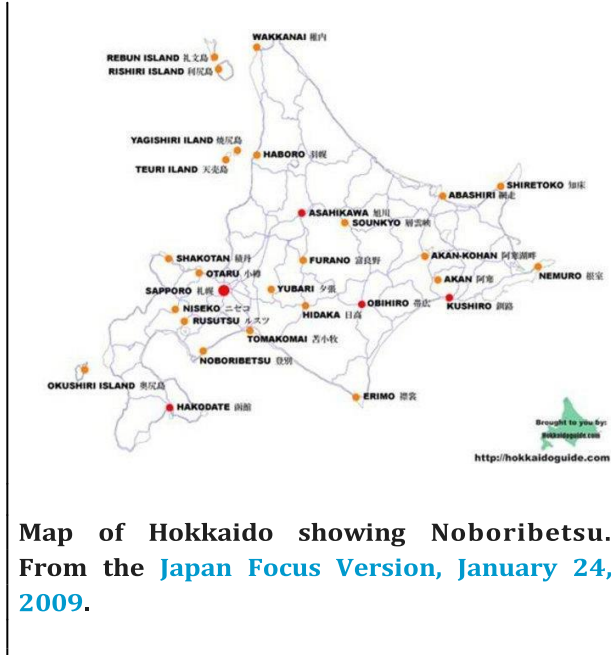 WAKKANAI 稚内
REBUN ISLAND 礼文島
RISHIRI ISLAND 利尻島
YAGISHIRI ILAND 焼尻島
HABORO 羽幌
TEURI ILAND 天売島
SHIRETOKO 知床
ABASHIRI 網走
ASAHIKAWA 旭川
SOUNKYO 層雲峡
SHAKOTAN 積丹
FURANO 富良野
AKAN-KOHAN 阿寒湖畔
OTARU 小樽
NEMURO 根室
AKAN 阿寒
SAPPORO 札幌
YUBARI 夕張
OBIHIRO 帯広
KUSHIRO 釧路
NISEKO ニセコ
HIDAKA 日高
RUSUTSU ルスツ
TOMAKOMAI 苫小牧
NOBORIBETSU 登別
OKUSHIRI ISLAND 奥尻島
ERIMO 襟裳
HAKODATE 函館
Brought to you by:
Hokkaidoguide.com
http://hokkaidoguide.com
Map of Hokkaido showing Noboribetsu.
From the Japan Focus Version, January 24,
2009.